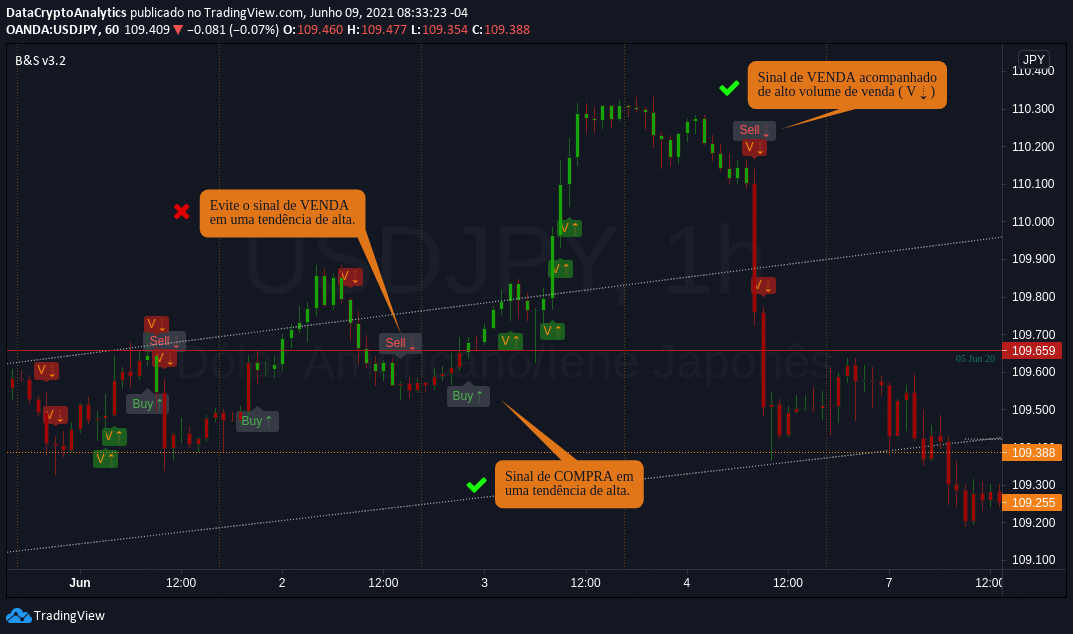 DataCryptoAnalytics publicado no TradingView.com, Junho 09, 2021 08:33:23 -04
OANDA:USDJPY, 60 109.409 ▼ −0.081 (−0.07%) O:109.460 H:109.477 L:109.354 C:109.388
B&S v3.2
JPY
110.400
Sinal de VENDA acompanhado
de alto volume de venda ( V↓ )
110.300
Sell ↓
V↓
110.200
110.100
Evite o sinal de VENDA
em uma tendência de alta.
110.000
V↑
USDJPY, 1h
109.900
V↑
V↓
V↓
109.800
V↓
V↑
109.700
Sell ↓
V↑
Sell ↓
109.659
Dólar Americano/Iene Japonês
05 Jun 20
V↓
V↓
109.600
Buy ↑
Buy ↑
V↓
Buy ↑
109.500
V↑
109.388
V↑
Sinal de COMPRA em
uma tendência de alta.
109.300
109.255
109.200
109.100
Jun 12:00 2 12:00 3 12:00 4 12:00 7 12:00
TradingView